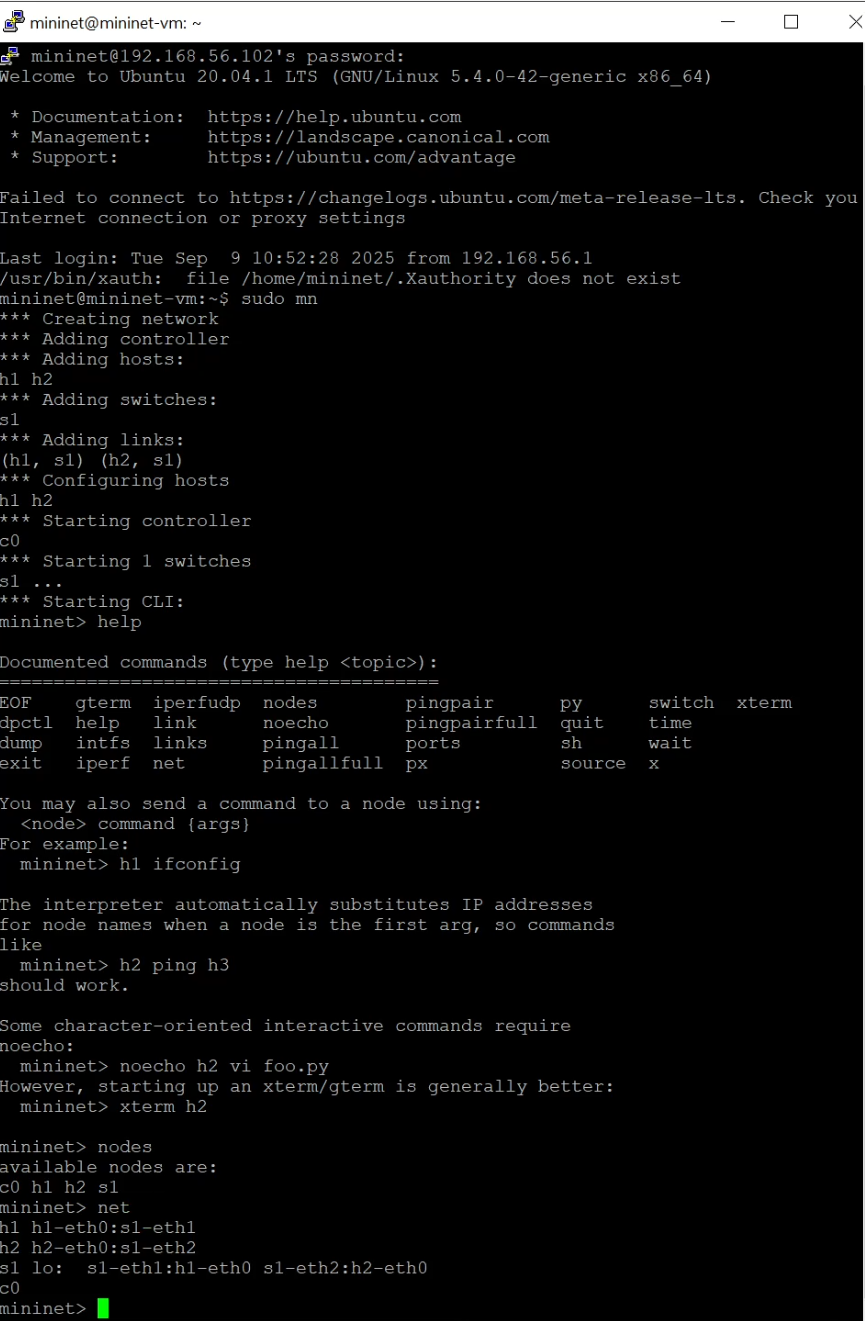 mininet@mininet-vm: ~
mininet@192.168.56.102's password:
Welcome to Ubuntu 20.04.1 LTS (GNU/Linux 5.4.0-42-generic x86_64)
* Documentation:  https://help.ubuntu.com
* Management:     https://landscape.canonical.com
* Support:        https://ubuntu.com/advantage
Failed to connect to https://changelogs.ubuntu.com/meta-release-lts. Check you
Internet connection or proxy settings
Last login: Tue Sep  9 10:52:28 2025 from 192.168.56.1
/usr/bin/xauth:  file /home/mininet/.Xauthority does not exist
mininet@mininet-vm:~$ sudo mn
*** Creating network
*** Adding controller
*** Adding hosts:
h1 h2
*** Adding switches:
s1
*** Adding links:
(h1, s1) (h2, s1)
*** Configuring hosts
h1 h2
*** Starting controller
c0
*** Starting 1 switches
s1 ...
*** Starting CLI:
mininet> help
Documented commands (type help <topic>):
========================================
EOF    gterm  iperfudp  nodes        pingpair      py      switch  xterm
dpctl  help   link      noecho       pingpairfull  quit    time
dump   intfs  links     pingall      ports         sh      wait
exit   iperf  net       pingallfull  px            source  x
You may also send a command to a node using:
  <node> command {args}
For example:
  mininet> h1 ifconfig
The interpreter automatically substitutes IP addresses
for node names when a node is the first arg, so commands
like
  mininet> h2 ping h3
should work.
Some character-oriented interactive commands require
noecho:
  mininet> noecho h2 vi foo.py
However, starting up an xterm/gterm is generally better:
  mininet> xterm h2
mininet> nodes
available nodes are:
c0 h1 h2 s1
mininet> net
h1 h1-eth0:s1-eth1
h2 h2-eth0:s1-eth2
s1 lo:  s1-eth1:h1-eth0 s1-eth2:h2-eth0
c0
mininet>